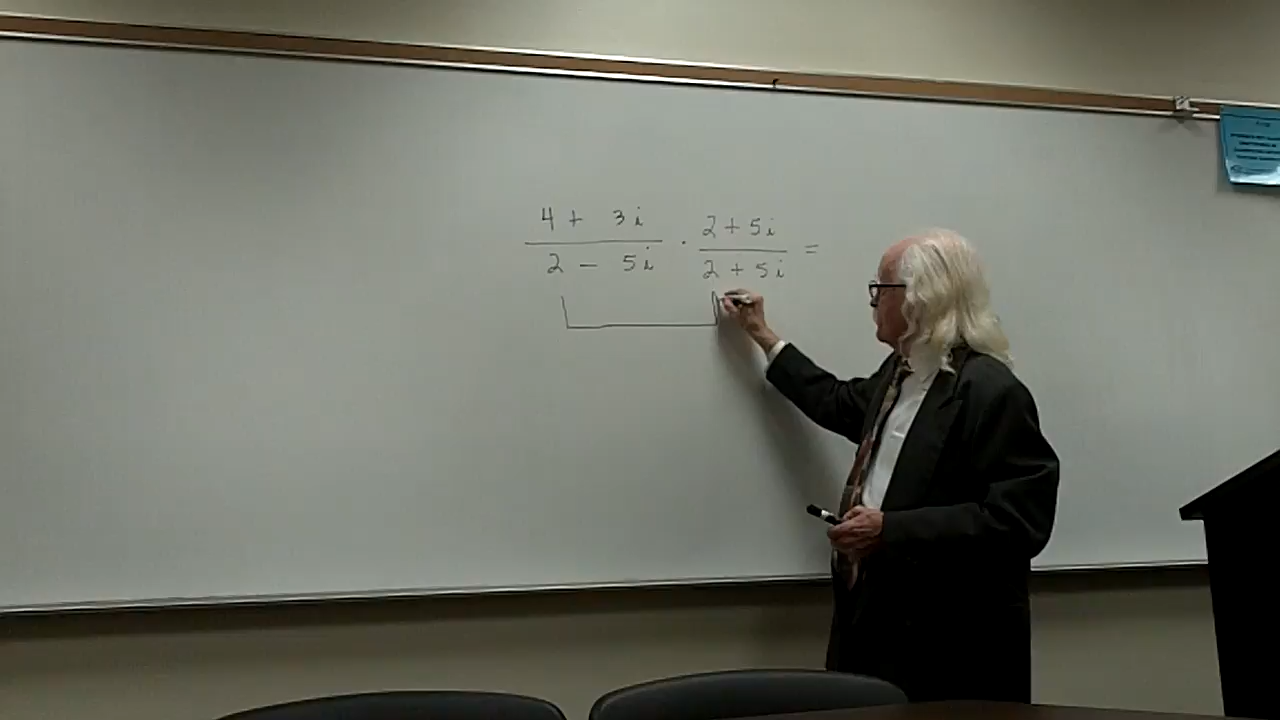 4 + 3i 2 + 5i
· =
2 - 5i 2 + 5i